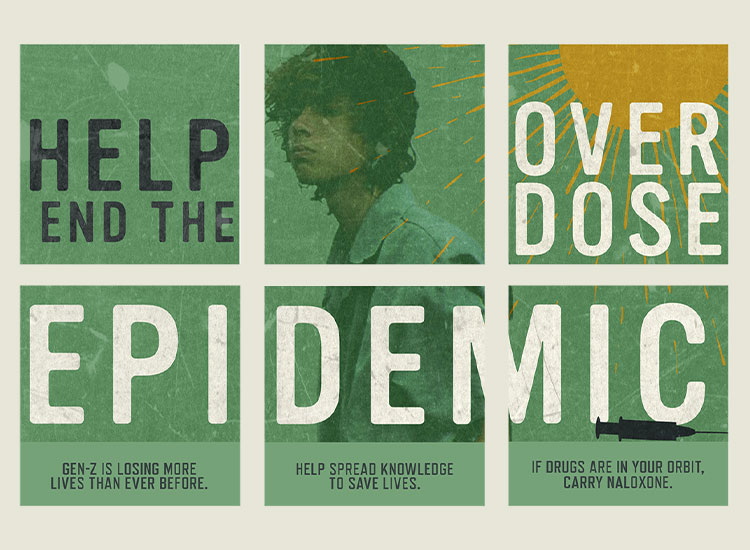 HELP
END THE
OVER
DOSE
EPIDEMIC
GEN-Z IS LOSING MORE
LIVES THAN EVER BEFORE.
HELP SPREAD KNOWLEDGE
TO SAVE LIVES.
IF DRUGS ARE IN YOUR ORBIT,
CARRY NALOXONE.